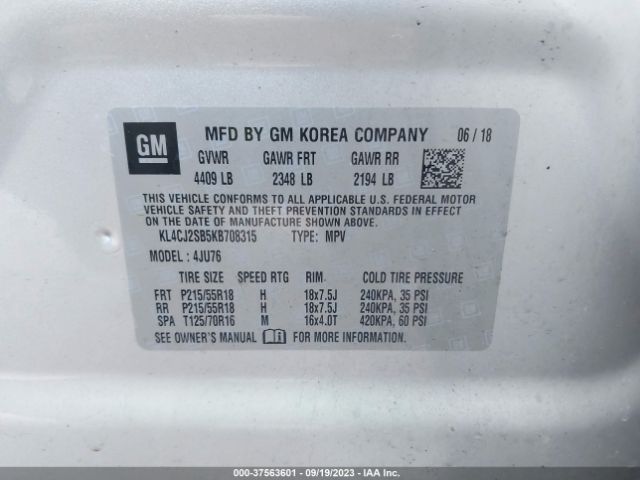 GM MFD BY GM KOREA COMPANY 06 / 18
GVWR GAWR FRT GAWR RR
4409 LB 2348 LB 2194 LB
THIS VEHICLE CONFORMS TO ALL APPLICABLE U.S. FEDERAL MOTOR
VEHICLE SAFETY AND THEFT PREVENTION STANDARDS IN EFFECT
ON THE DATE OF MANUFACTURE SHOWN ABOVE.
KL4CJ2SB5KB708315 TYPE: MPV
MODEL : 4JU76
TIRE SIZE SPEED RTG RIM COLD TIRE PRESSURE
FRT P215/55R18 H 18x7.5J 240KPA, 35 PSI
RR P215/55R18 H 18x7.5J 240KPA, 35 PSI
SPA T125/70R16 M 16x4.0T 420KPA, 60 PSI
SEE OWNER'S MANUAL FOR MORE INFORMATION.
000-37563601 - 09/19/2023 - IAA Inc.